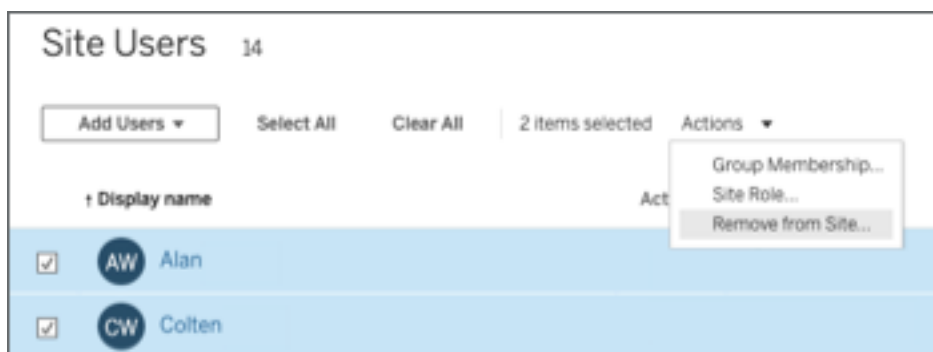 Site Users 14
Add Users Select All Clear All 2 items selected Actions
Group Membership...
Site Role...
↑ Display name Act
Remove from Site...
AW Alan
CW Colten